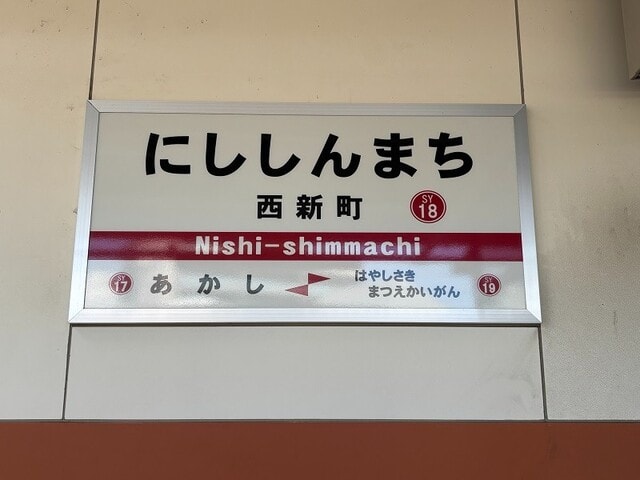 にししんまち
西新町
SY
18
Nishi-shimmachi
SY
17
あかし
はやしさき
まつえかいがん
SY
19